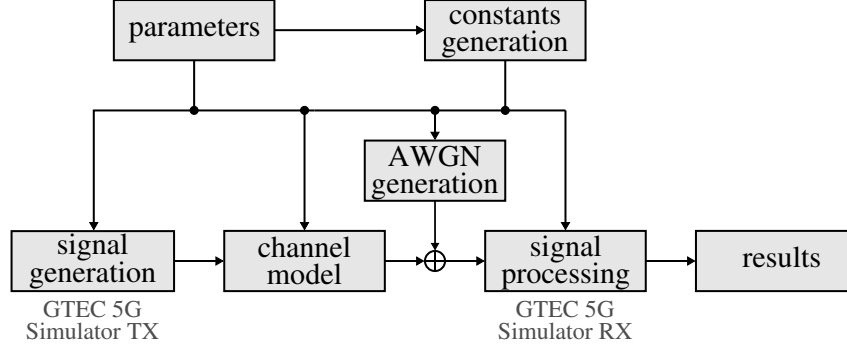 parameters
constants
generation
AWGN
generation
signal
generation
channel
model
signal
processing
results
GTEC 5G
Simulator TX
GTEC 5G
Simulator RX